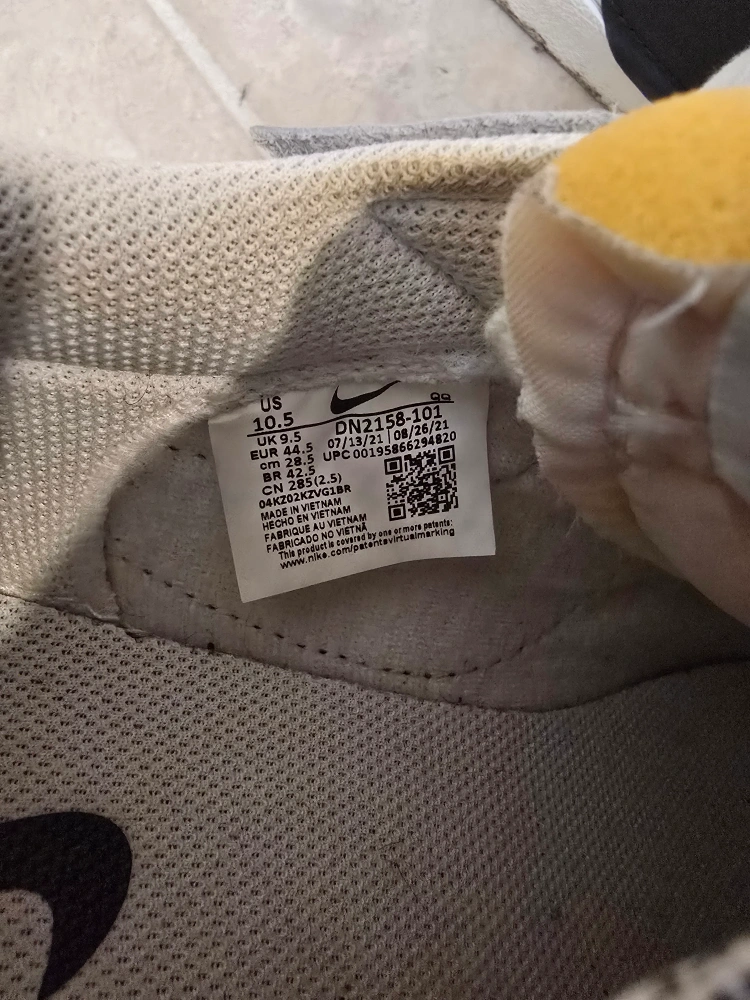 US
10.5
UK 9.5
EUR 44.5
cm 28.5
BR 42.5
CN 285(2.5)
04KZ02KZVG1BR
QQ
DN2158-101
07/13/21 | 08/26/21
UPC 00195866294820
MADE IN VIETNAM
HECHO EN VIETNAM
FABRIQUE AU VIETNAM
FABRICADO NO VIETNÃ
This product is covered by one or more patents:
www.nike.com/patentsvirtualmarking